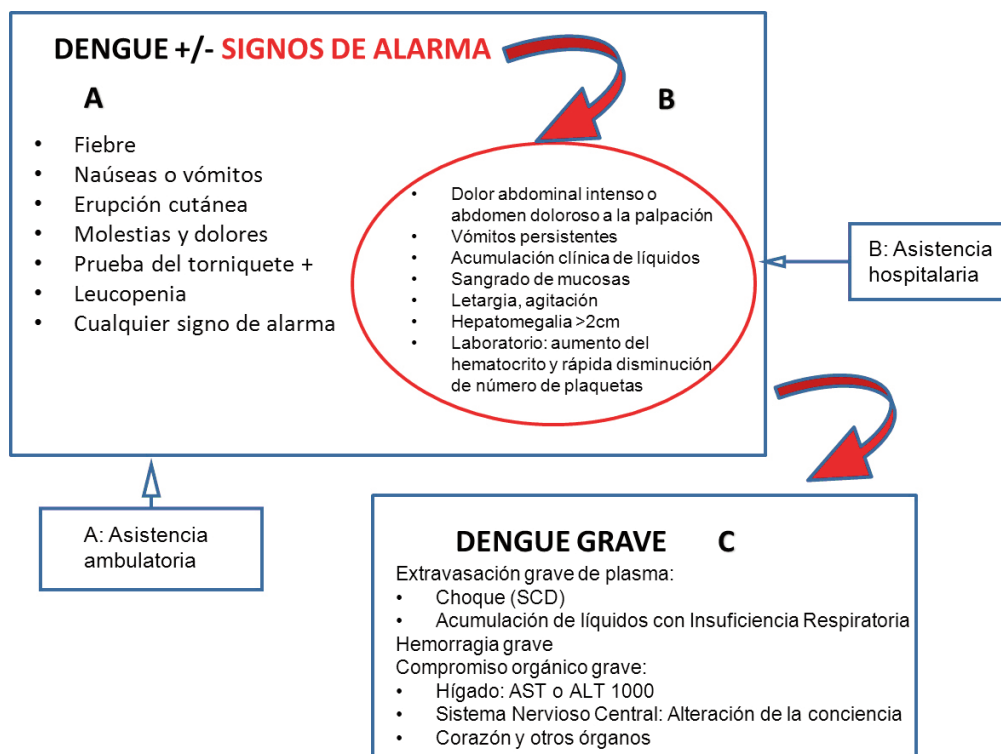 DENGUE +/- SIGNOS DE ALARMA
A
• Fiebre
• Naúseas o vómitos
• Erupción cutánea
• Molestias y dolores
• Prueba del torniquete +
• Leucopenia
• Cualquier signo de alarma
B
• Dolor abdominal intenso o
abdomen doloroso a la palpación
• Vómitos persistentes
• Acumulación clínica de líquidos
• Sangrado de mucosas
• Letargia, agitación
• Hepatomegalia >2cm
• Laboratorio: aumento del
hematocrito y rápida disminución
de número de plaquetas
B: Asistencia
hospitalaria
A: Asistencia
ambulatoria
DENGUE GRAVE C
Extravasación grave de plasma:
• Choque (SCD)
• Acumulación de líquidos con Insuficiencia Respiratoria
Hemorragia grave
Compromiso orgánico grave:
• Hígado: AST o ALT 1000
• Sistema Nervioso Central: Alteración de la conciencia
• Corazón y otros órganos